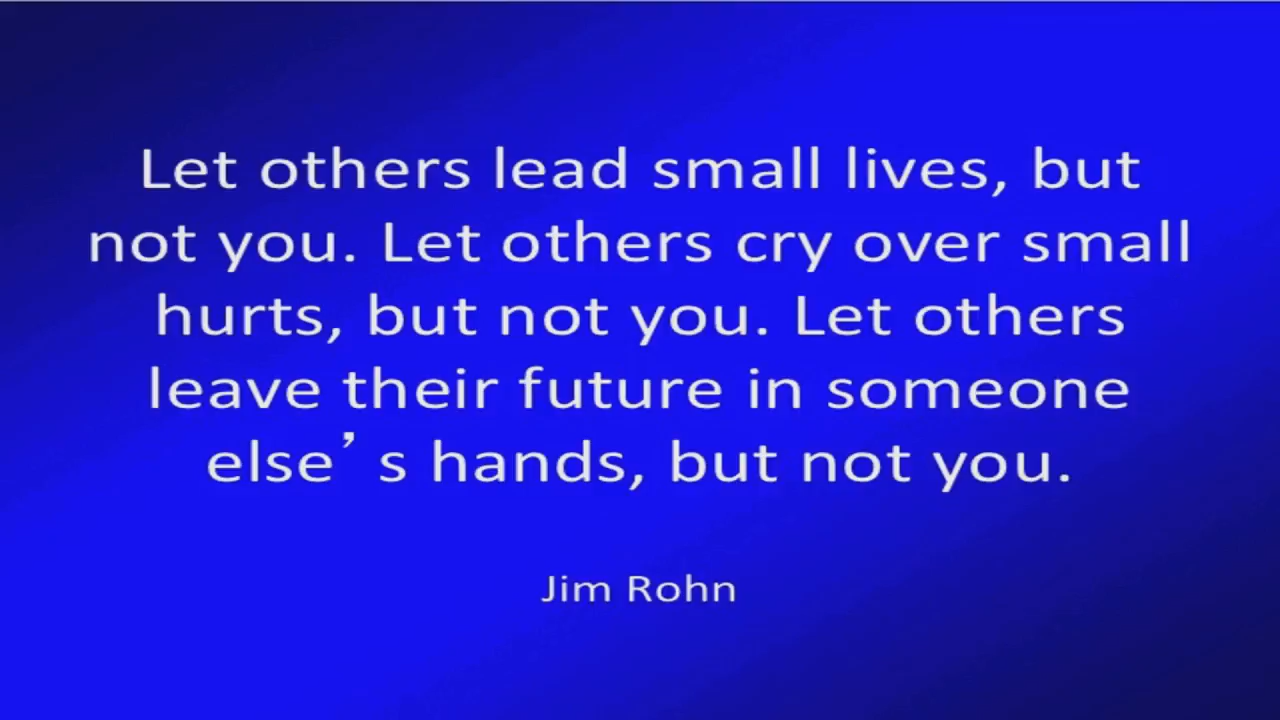 Let others lead small lives, but
not you. Let others cry over small
hurts, but not you. Let others
leave their future in someone
else’s hands, but not you.
Jim Rohn